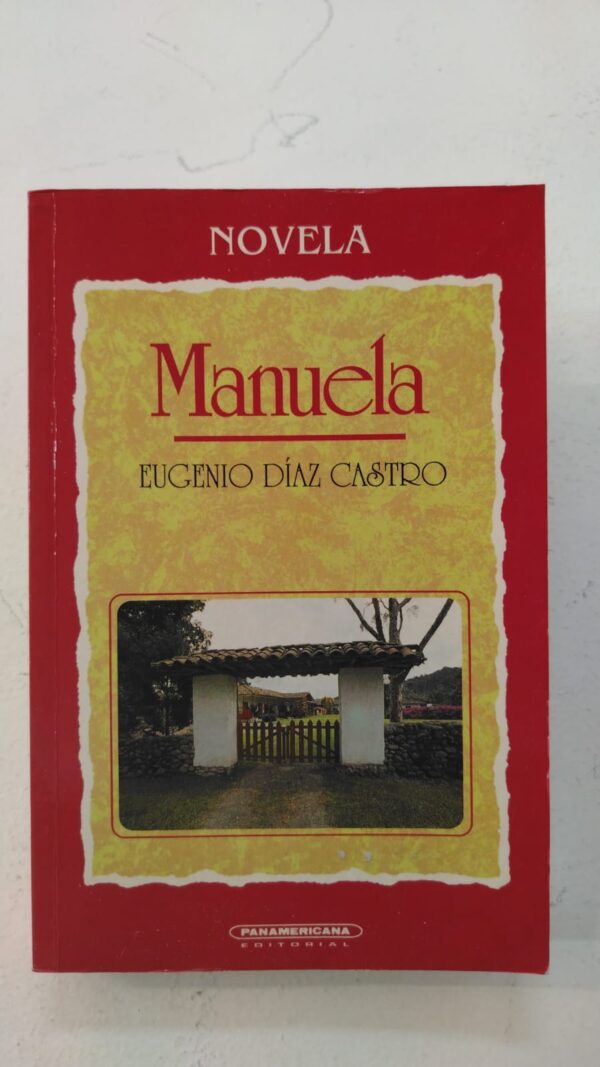 NOVELA
Manuela
EUGENIO DÍAZ CASTRO
PANAMERICANA
EDITORIAL